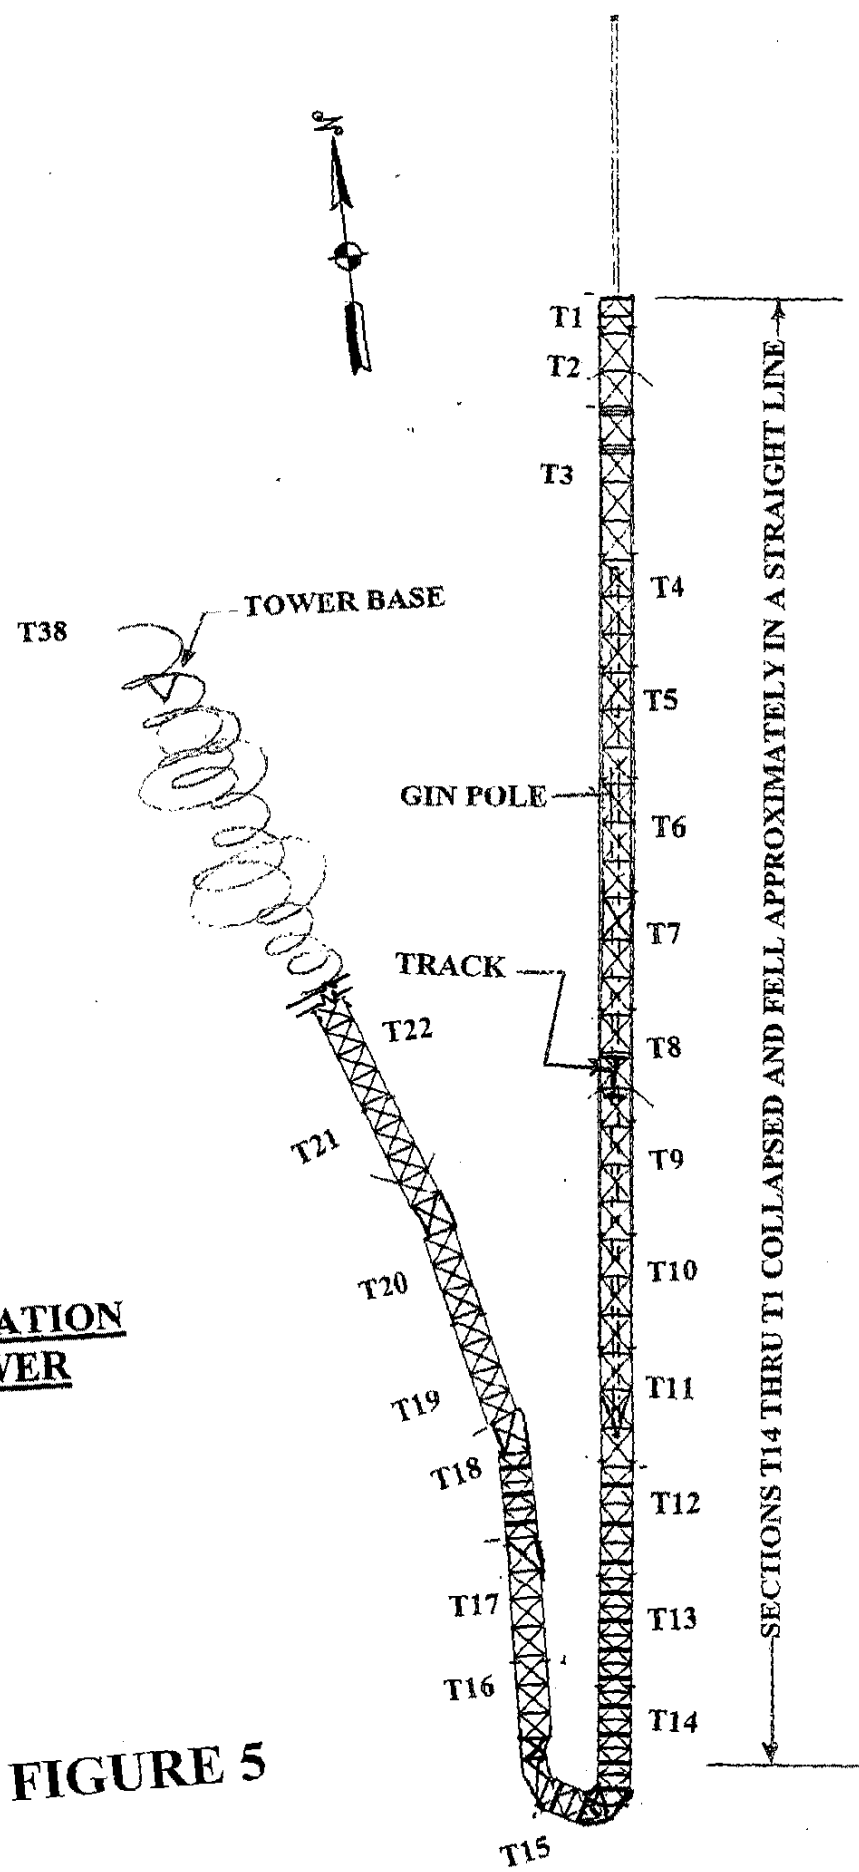 N
T1
T2
T3
T4
T38
TOWER BASE
T5
GIN POLE
T6
T7
TRACK
T22
T8
T21
T9
T20
T10
T19
T11
T18
T12
T17
T13
T16
T14
T15
SECTIONS T14 THRU T1 COLLAPSED AND FELL APPROXIMATELY IN A STRAIGHT LINE
ATION
WER
FIGURE 5